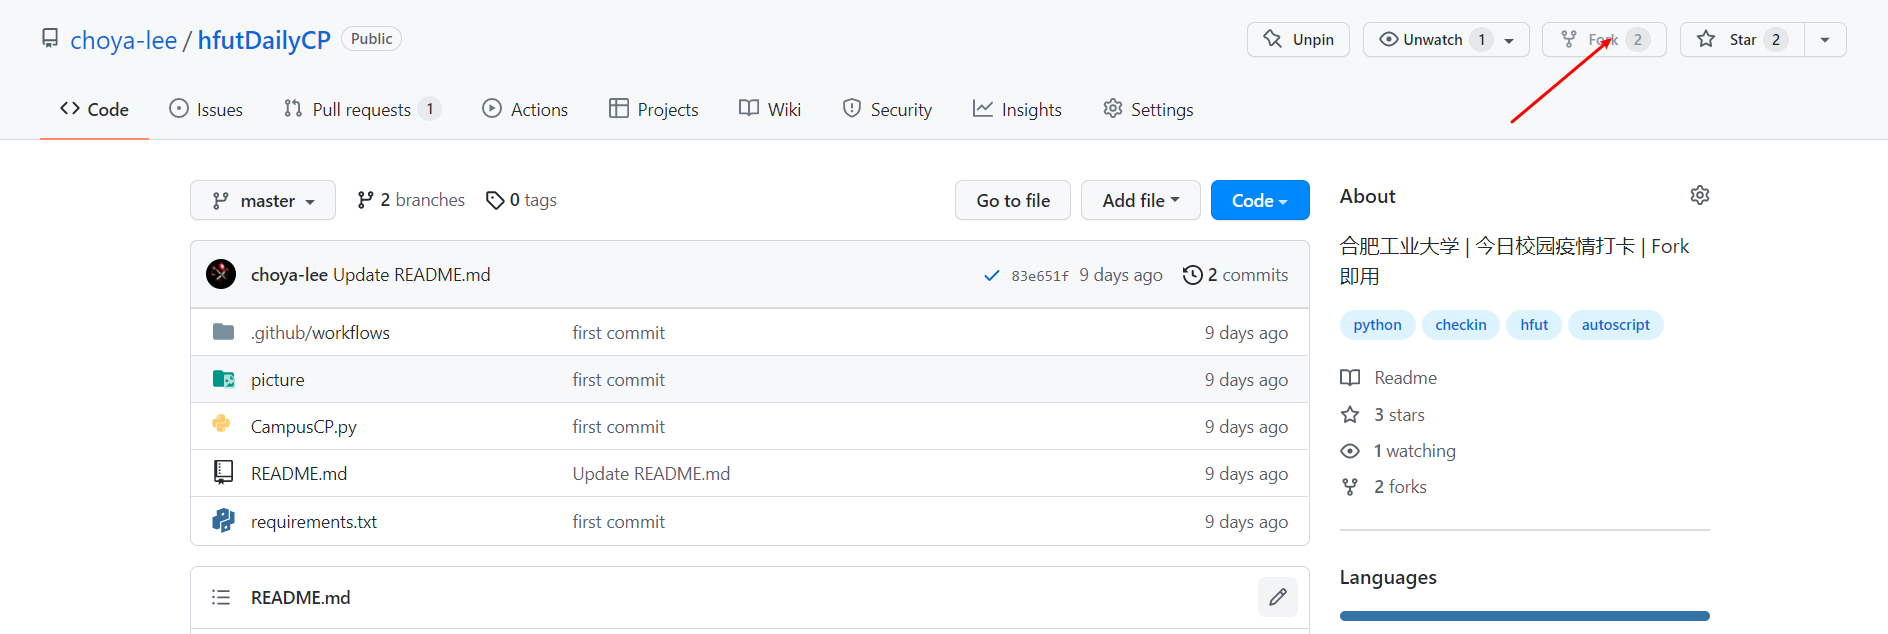 choya-lee / hfutDailyCP Public
Unpin
Unwatch 1
Fork 2
Star 2
Code
Issues
Pull requests 1
Actions
Projects
Wiki
Security
Insights
Settings
master
2 branches
0 tags
Go to file
Add file
Code
choya-lee Update README.md
83e651f 9 days ago
2 commits
.github/workflows first commit 9 days ago
picture first commit 9 days ago
CampusCP.py first commit 9 days ago
README.md Update README.md 9 days ago
requirements.txt first commit 9 days ago
README.md
About
合肥工业大学 | 今日校园疫情打卡 | Fork
即用
python checkin hfut autoscript
Readme
3 stars
1 watching
2 forks
Languages